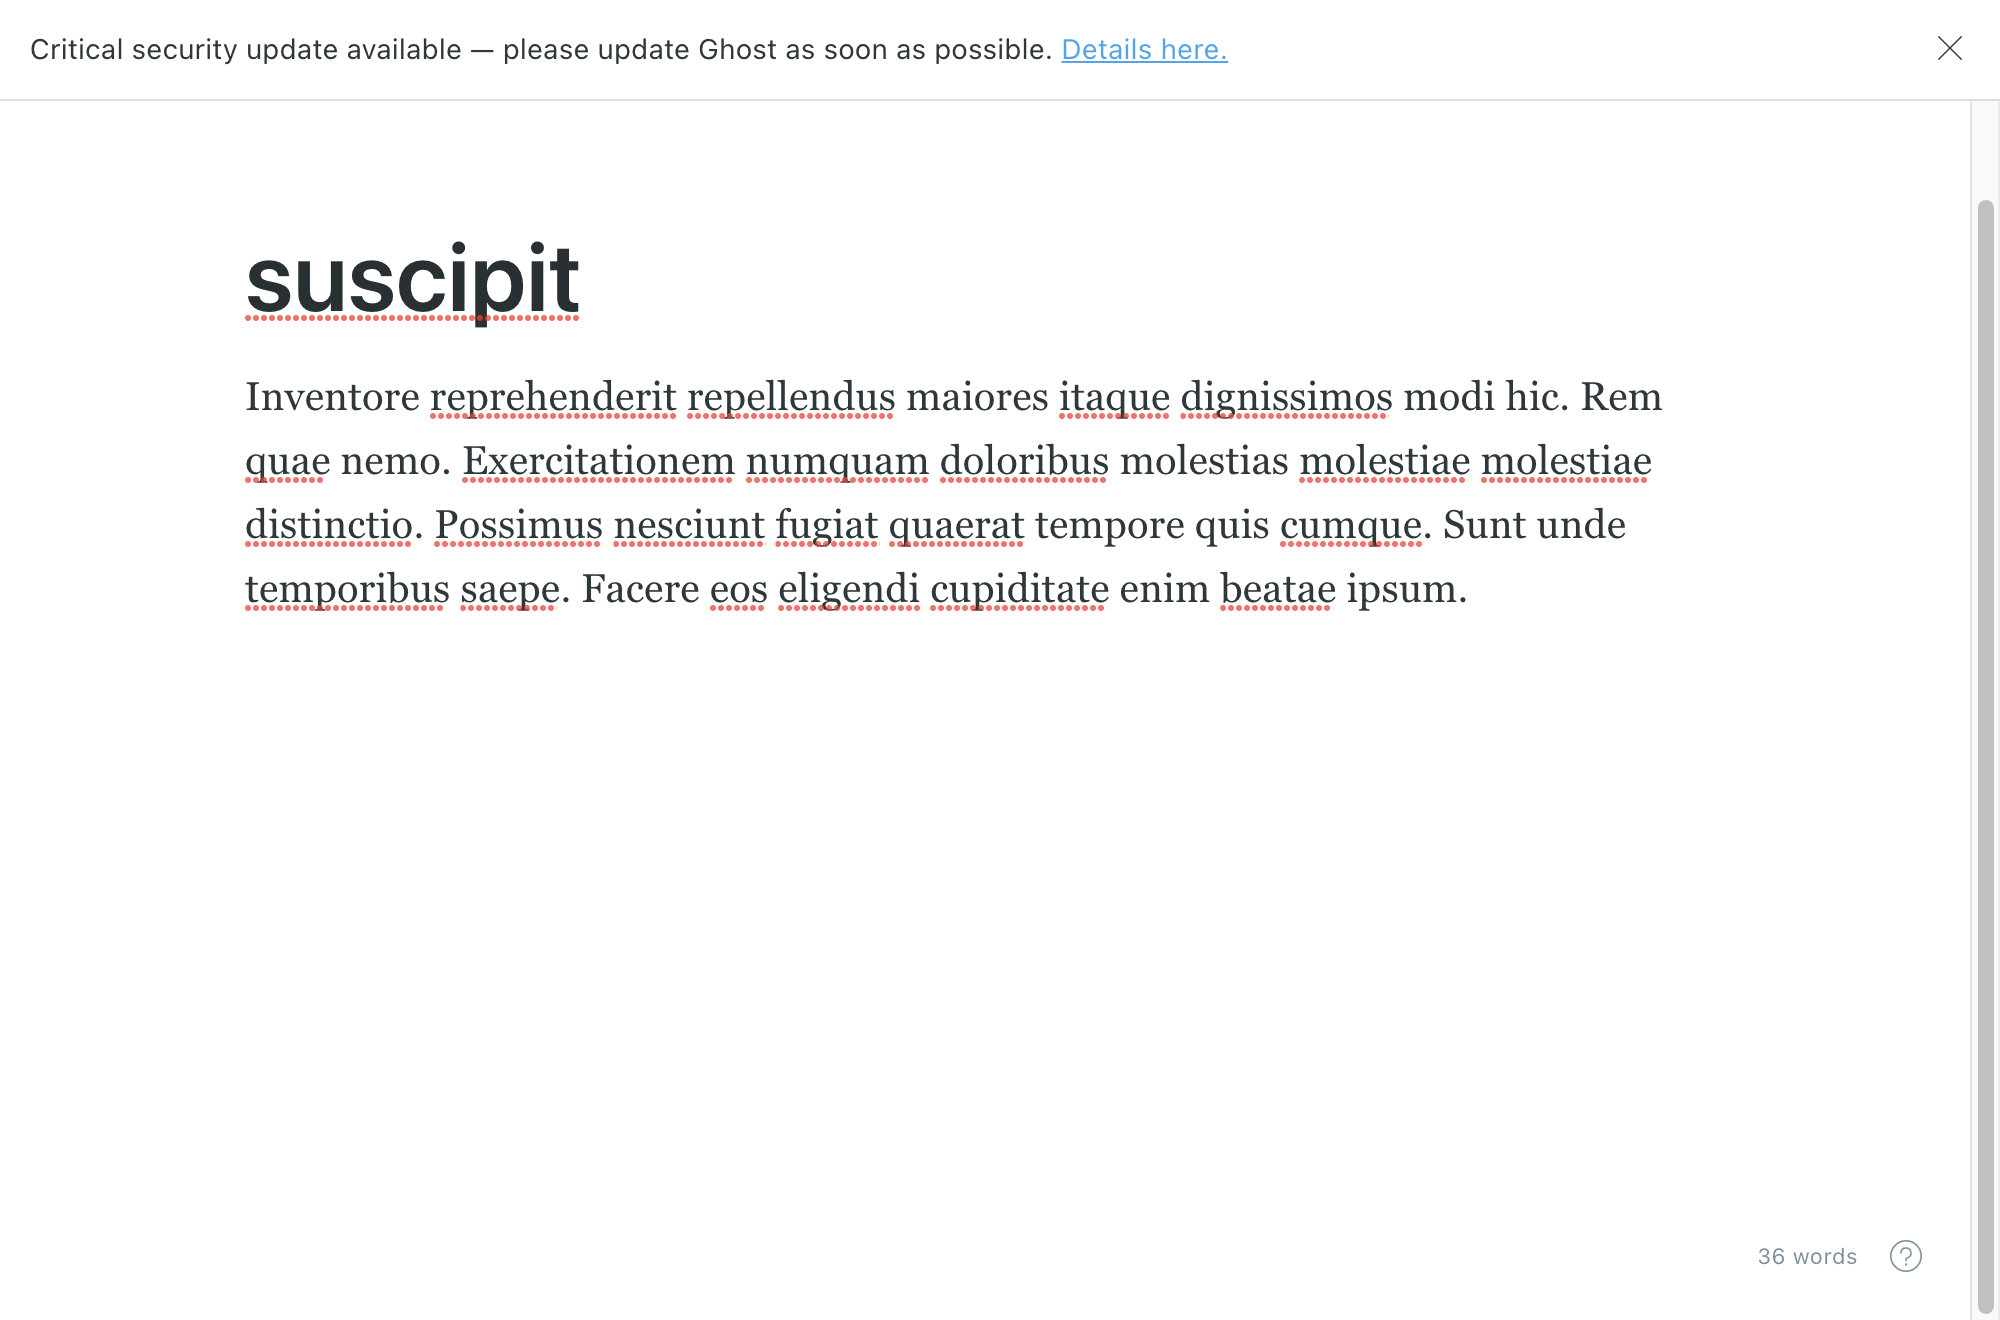 Critical security update available — please update Ghost as soon as possible. Details here.
suscipit
Inventore reprehenderit repellendus maiores itaque dignissimos modi hic. Rem
quae nemo. Exercitationem numquam doloribus molestias molestiae molestiae
distinctio. Possimus nesciunt fugiat quaerat tempore quis cumque. Sunt unde
temporibus saepe. Facere eos eligendi cupiditate enim beatae ipsum.
36 words
?